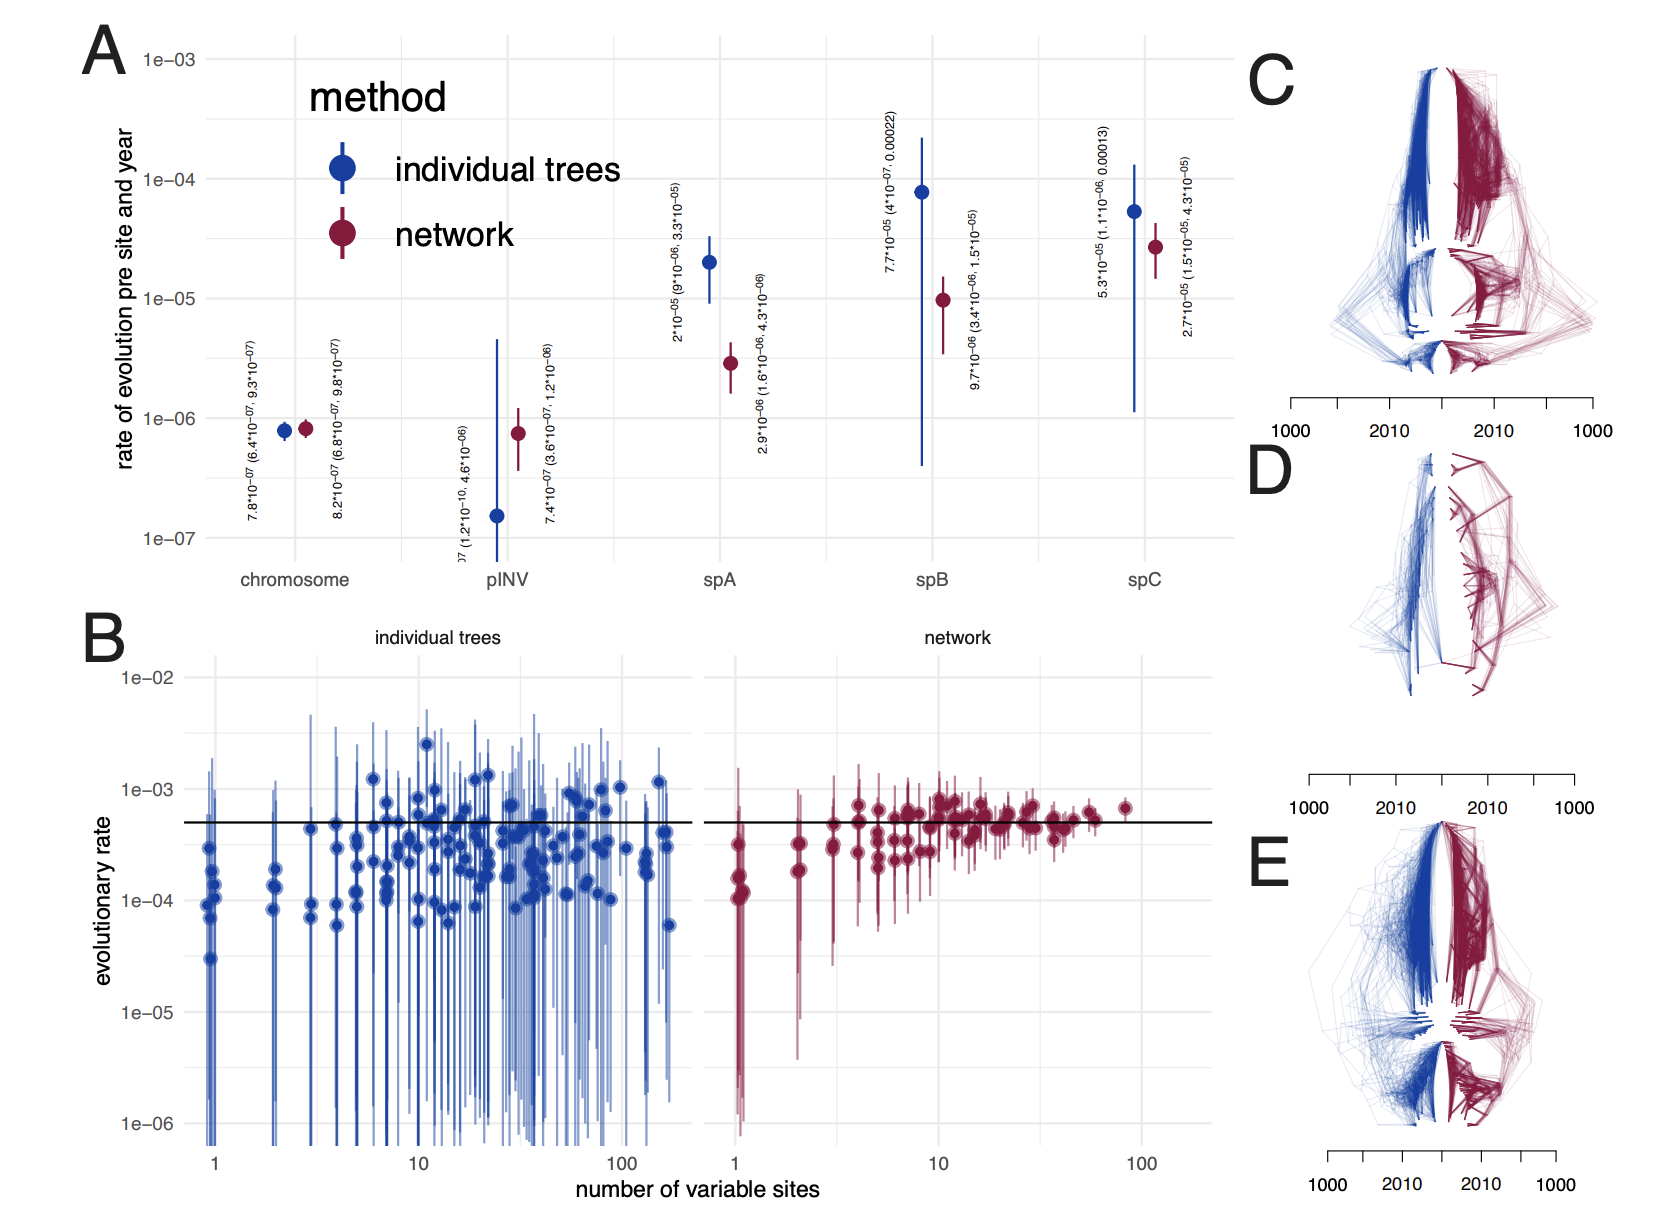 A
1e−03
1e−04
1e−05
1e−06
1e−07
rate of evolution pre site and year
method
individual trees
network
7.8*10−07 (6.4*10−07, 9.3*10−07)
8.2*10−07 (6.8*10−07, 9.8*10−07)
07 (1.2*10−10, 4.6*10−06)
7.4*10−07 (3.6*10−07, 1.2*10−06)
2*10−05 (9*10−06, 3.3*10−05)
2.9*10−06 (1.6*10−06, 4.3*10−06)
7.7*10−05 (4*10−07, 0.00022)
9.7*10−06 (3.4*10−06, 1.5*10−05)
5.3*10−05 (1.1*10−06, 0.00013)
2.7*10−05 (1.5*10−05, 4.3*10−05)
chromosome pINV spA spB spC
B
individual trees network
1e−02
1e−03
1e−04
1e−05
1e−06
evolutionary rate
1 10 100 1 10 100
number of variable sites
C
1000 2010 2010 1000
D
1000 2010 2010 1000
E
1000 2010 2010 1000